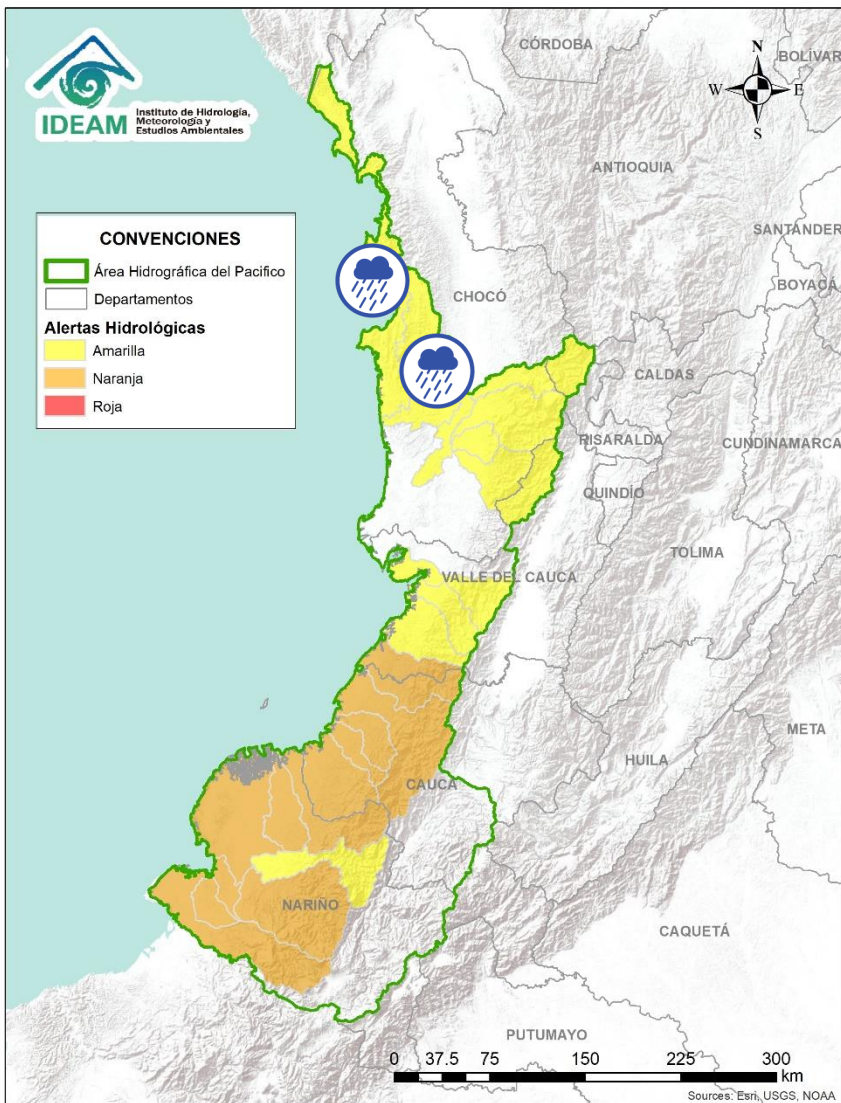 IDEAM
Instituto de Hidrología,
Meteorología y
Estudios Ambientales
CÓRDOBA
BOLÍVAR
N
W
E
S
ANTIOQUIA
SANTANDER
BOYACÁ
CONVENCIONES
Área Hidrográfica del Pacifico
Departamentos
Alertas Hidrológicas
Amarilla
Naranja
Roja
CHOCÓ
CALDAS
RISARALDA
CUNDINAMARCA
QUINDÍO
TOLIMA
VALLE DEL CAUCA
META
HUILA
CAUCA
NARIÑO
CAQUETÁ
PUTUMAYO
0 37.5 75 150 225 300
km
Sources: Esri, USGS, NOAA